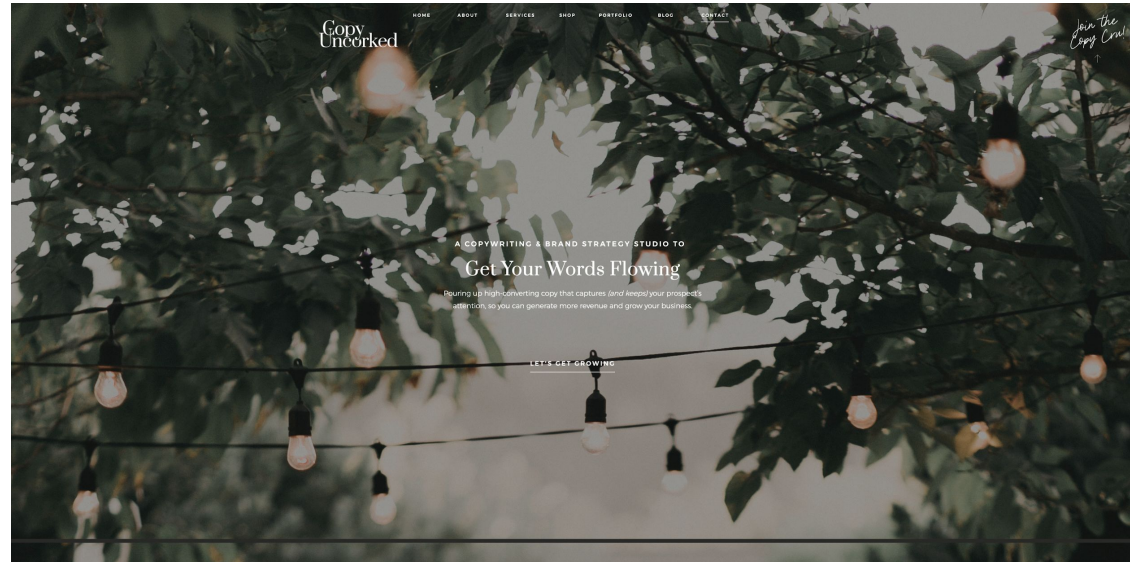 HOME ABOUT SERVICES SHOP PORTFOLIO BLOG CONTACT
Copy
Uncorked
Join the
Copy Cru!
↑
A COPYWRITING & BRAND STRATEGY STUDIO TO
Get Your Words Flowing
Pouring up high-converting copy that captures (and keeps) your prospect's
attention, so you can generate more revenue and grow your business.
LET'S GET GROWING